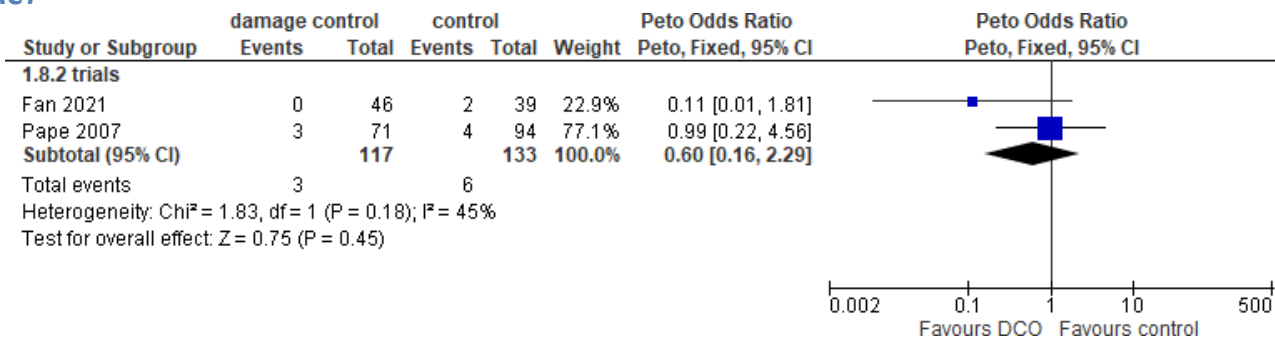 damage control control Peto Odds Ratio Peto Odds Ratio
Study or Subgroup Events Total Events Total Weight Peto, Fixed, 95% CI Peto, Fixed, 95% CI
1.8.2 trials
Fan 2021 0 46 2 39 22.9% 0.11 [0.01, 1.81]
Pape 2007 3 71 4 94 77.1% 0.99 [0.22, 4.56]
Subtotal (95% CI) 117 133 100.0% 0.60 [0.16, 2.29]
Total events 3 6
Heterogeneity: Chi² = 1.83, df = 1 (P = 0.18); I² = 45%
Test for overall effect: Z = 0.75 (P = 0.45)
0.002 0.1 1 10 500
Favours DCO Favours control